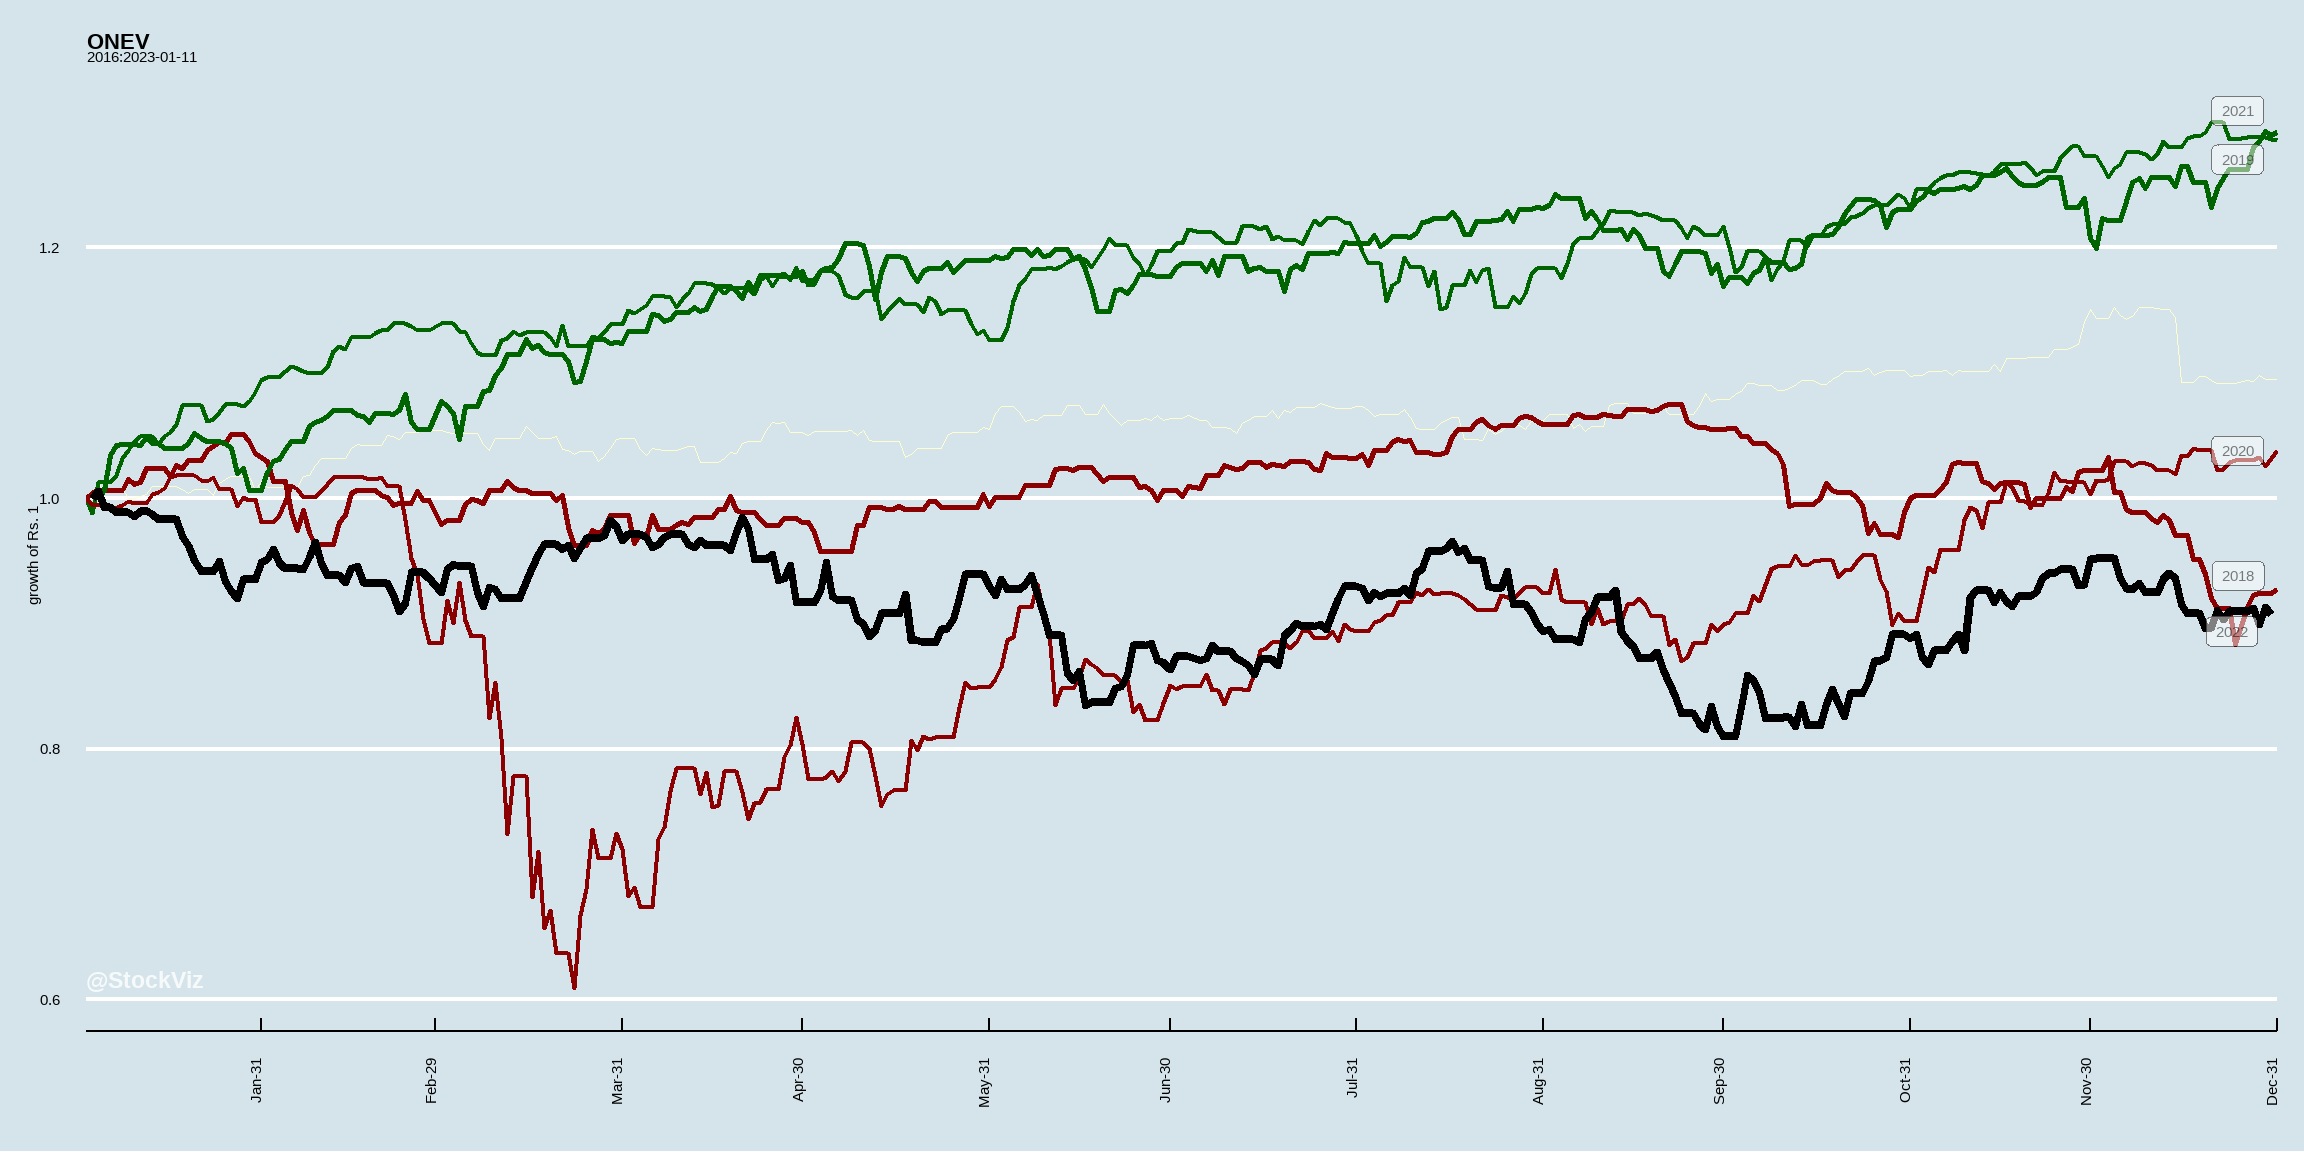 ONEV
2016:2023-01-11
2021
2019
1.2
2020
1.0
growth of Rs. 1
2018
2022
0.8
@StockViz
0.6
Jan-31
Feb-29
Mar-31
Apr-30
May-31
Jun-30
Jul-31
Aug-31
Sep-30
Oct-31
Nov-30
Dec-31